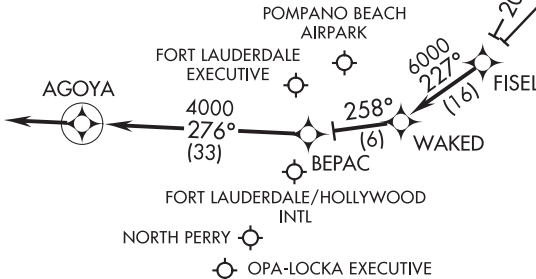 POMPANO BEACH
AIRPARK
20
FORT LAUDERDALE
EXECUTIVE
6000
227°
(16)
FISEL
AGOYA
4000
276°
(33)
258°
(6)
WAKED
BEPAC
FORT LAUDERDALE/HOLLYWOOD
INTL
NORTH PERRY
OPA-LOCKA EXECUTIVE